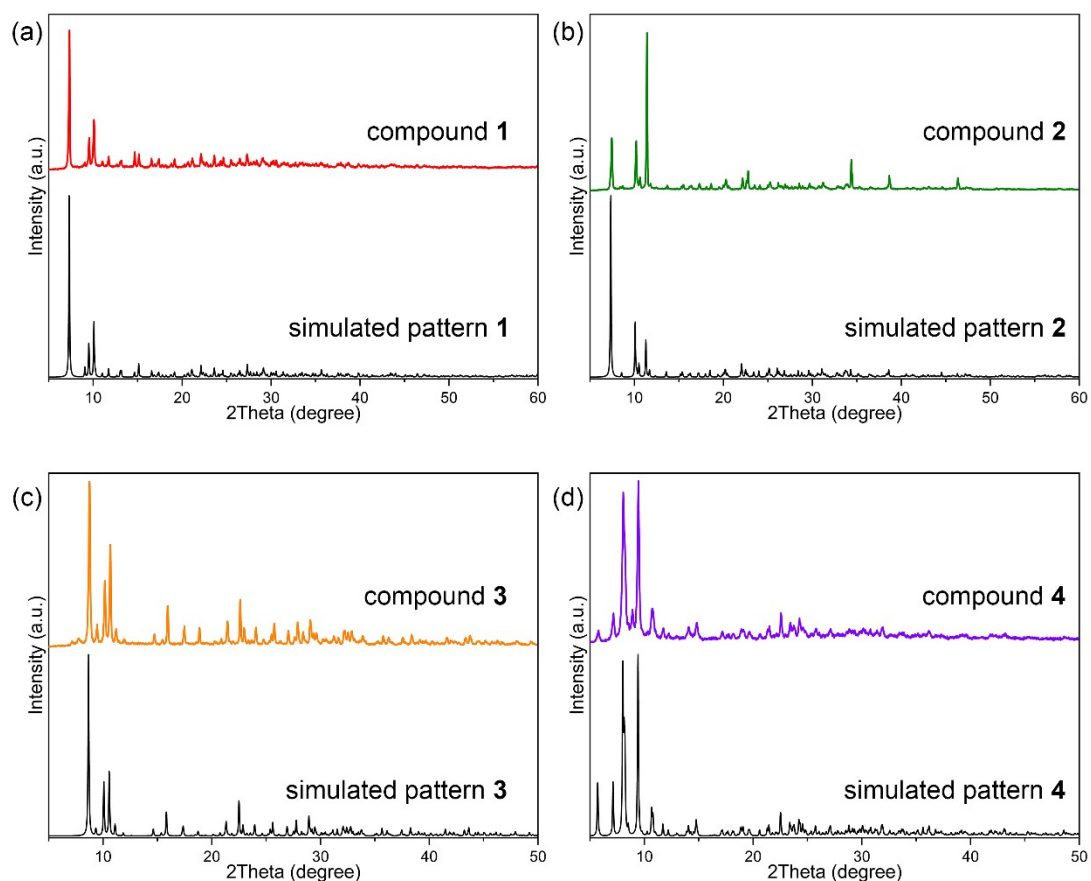 (a)
compound 1
simulated pattern 1
Intensity (a.u.)
10 20 30 40 50 60
2Theta (degree)
(b)
compound 2
simulated pattern 2
Intensity (a.u.)
10 20 30 40 50 60
2Theta (degree)
(c)
compound 3
simulated pattern 3
Intensity (a.u.)
10 20 30 40 50
2Theta (degree)
(d)
compound 4
simulated pattern 4
Intensity (a.u.)
10 20 30 40 50
2Theta (degree)